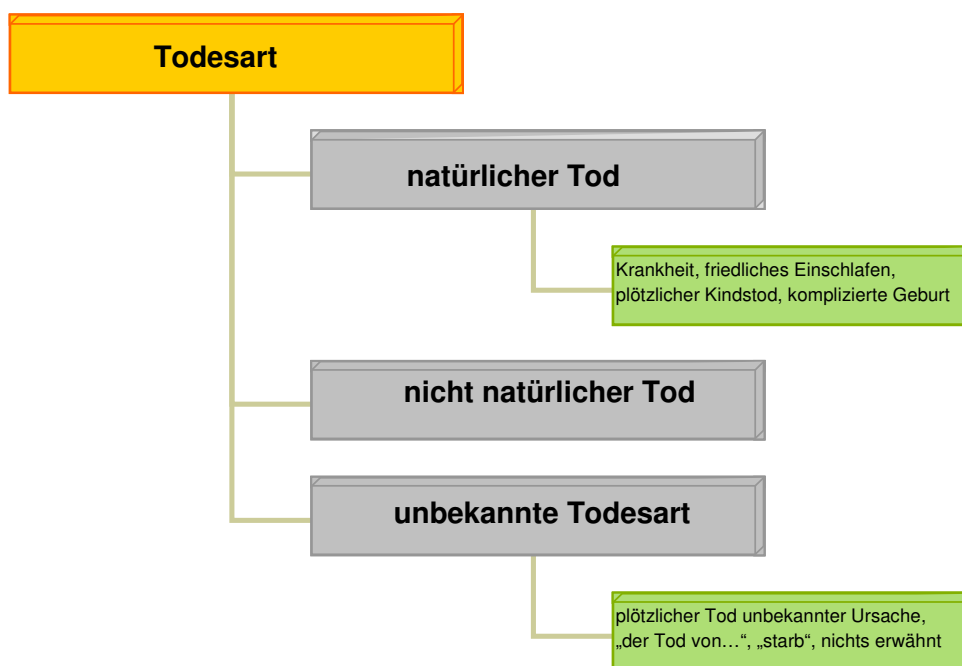 Todesart
natürlicher Tod
Krankheit, friedliches Einschlafen,
plötzlicher Kindstod, komplizierte Geburt
nicht natürlicher Tod
unbekannte Todesart
plötzlicher Tod unbekannter Ursache,
„der Tod von…“, „starb“, nichts erwähnt